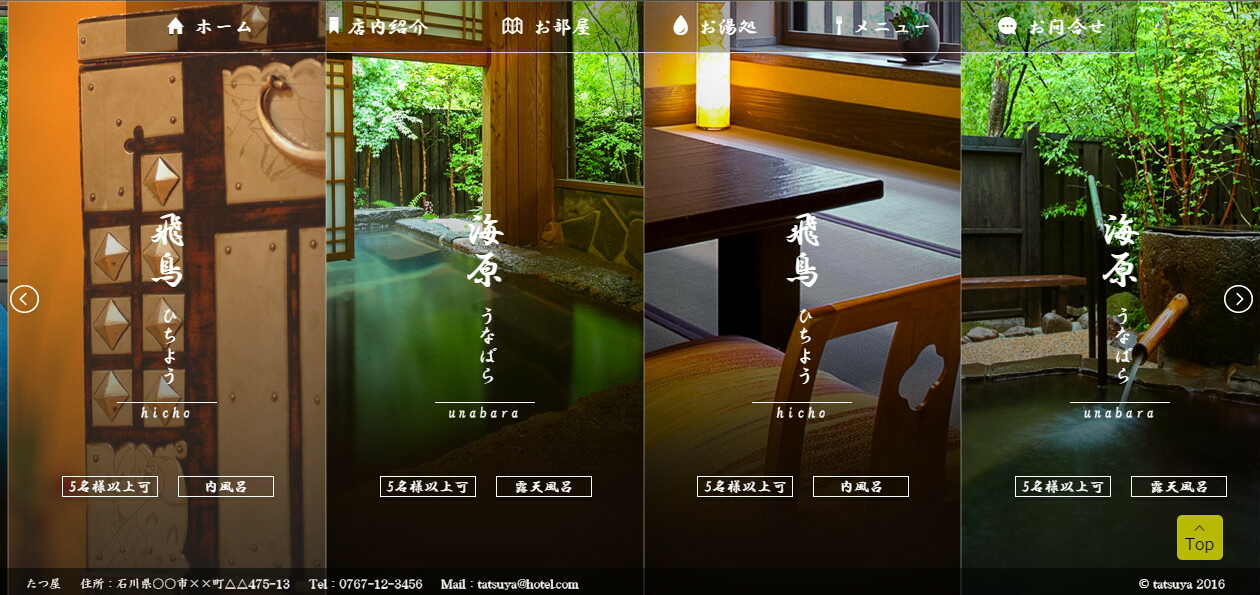 ホーム 店内紹介 お部屋 お湯処 メニュー お問合せ
飛鳥
ひちよう
hicho
5名様以上可 内風呂
海原
うなばら
unabara
5名様以上可 露天風呂
飛鳥
ひちよう
hicho
5名様以上可 内風呂
海原
うなばら
unabara
5名様以上可 露天風呂
Top
たつ屋 住所：石川県〇〇市××町△△475-13 Tel：0767-12-3456 Mail：tatsuya@hotel.com © tatsuya 2016